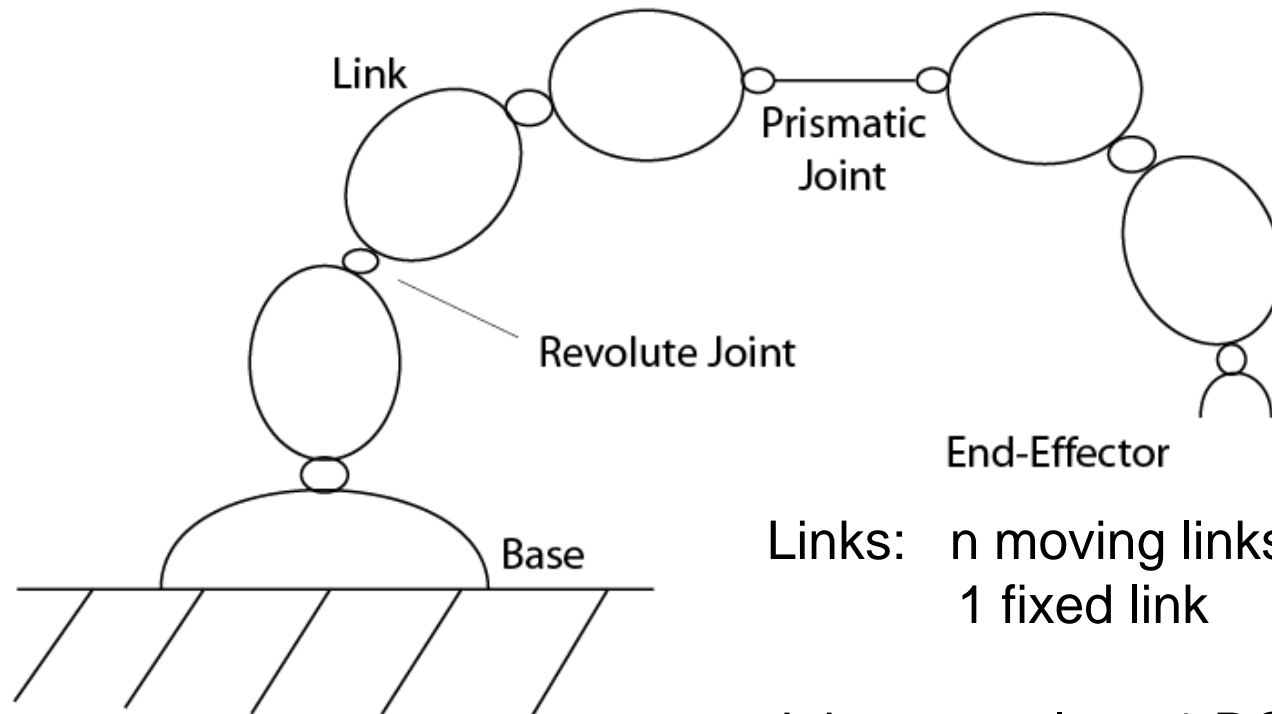 Link
Prismatic
Joint
Revolute Joint
End-Effector
Base
Links: n moving links
1 fixed link